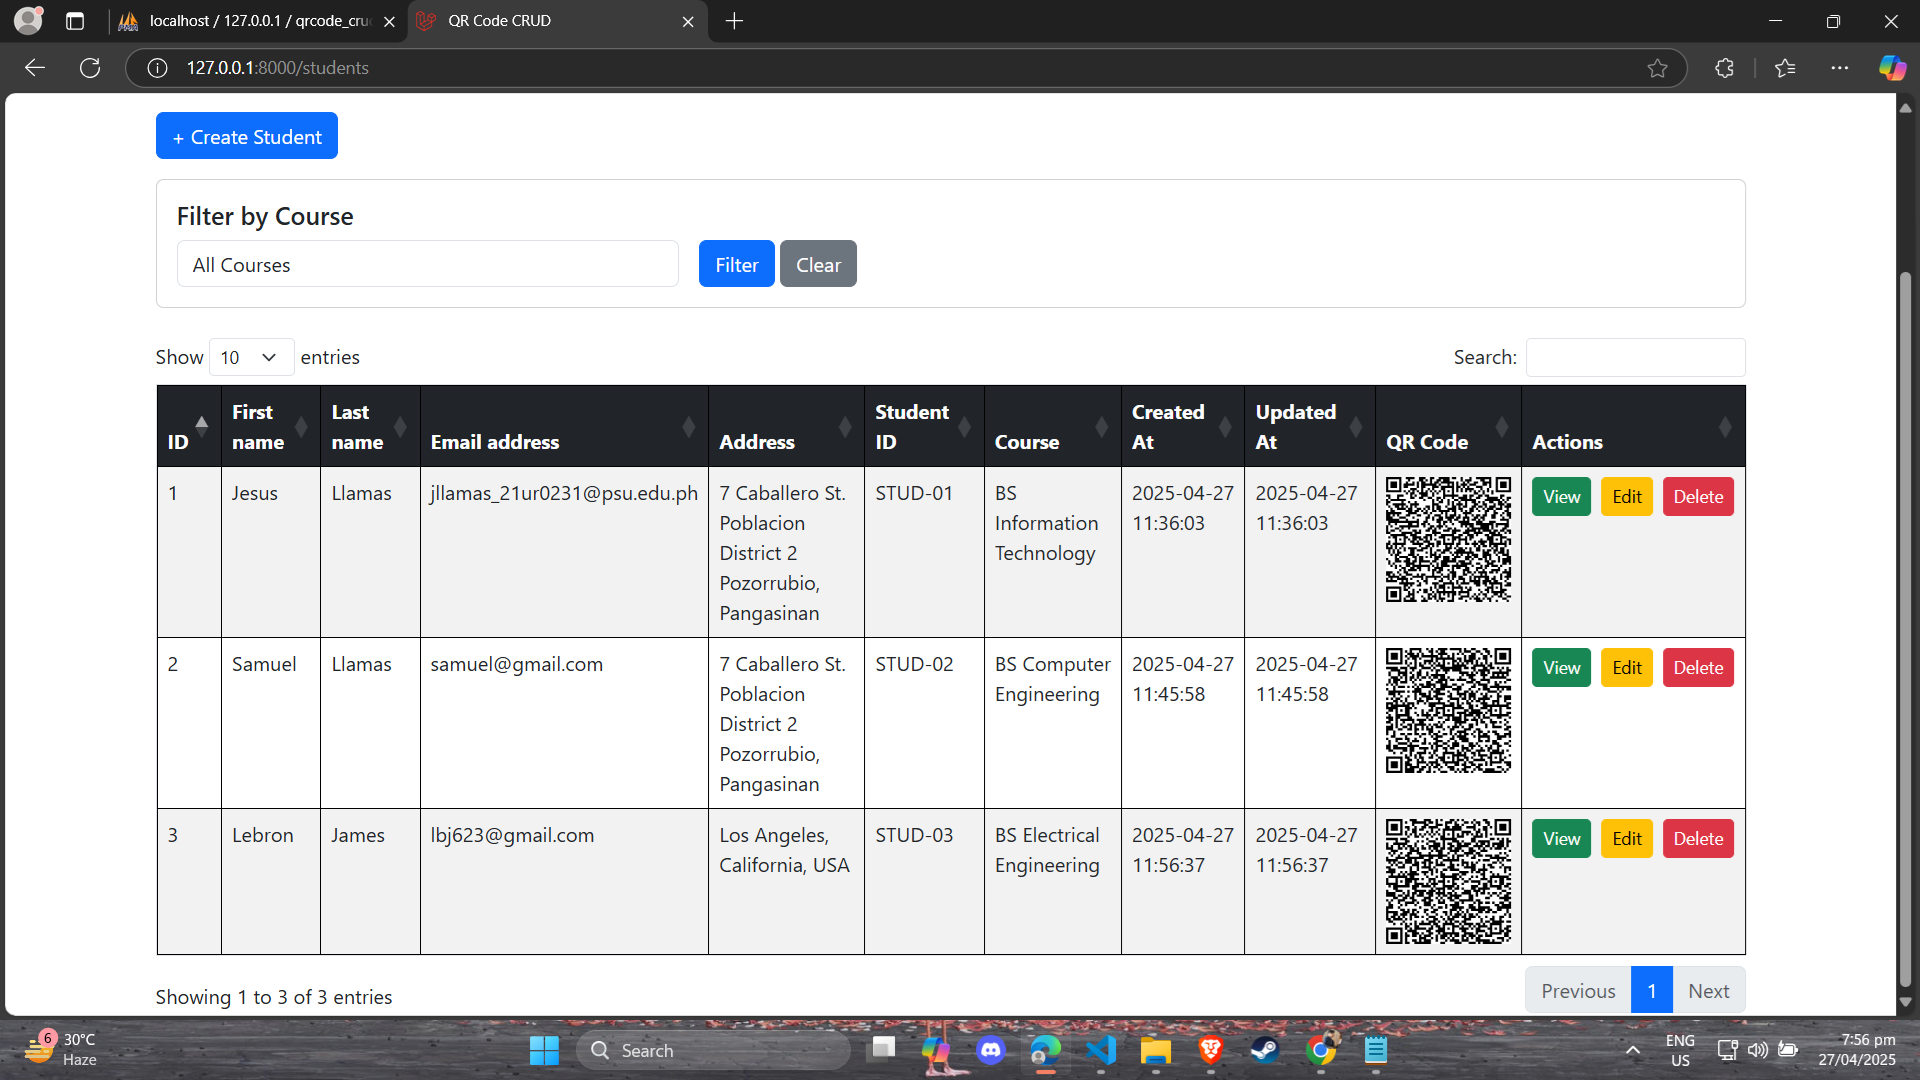 localhost / 127.0.0.1 / qrcode_cru
QR Code CRUD
127.0.0.1:8000/students
+ Create Student
Filter by Course
All Courses
Filter
Clear
Show 10 entries
Search:
ID
First name
Last name
Email address
Address
Student ID
Course
Created At
Updated At
QR Code
Actions
1
Jesus
Llamas
jllamas_21ur0231@psu.edu.ph
7 Caballero St.
Poblacion
District 2
Pozorrubio,
Pangasinan
STUD-01
BS
Information
Technology
2025-04-27
11:36:03
2025-04-27
11:36:03
View
Edit
Delete
2
Samuel
Llamas
samuel@gmail.com
7 Caballero St.
Poblacion
District 2
Pozorrubio,
Pangasinan
STUD-02
BS Computer
Engineering
2025-04-27
11:45:58
2025-04-27
11:45:58
View
Edit
Delete
3
Lebron
James
lbj623@gmail.com
Los Angeles,
California, USA
STUD-03
BS Electrical
Engineering
2025-04-27
11:56:37
2025-04-27
11:56:37
View
Edit
Delete
Showing 1 to 3 of 3 entries
Previous
1
Next
6
30°C
Haze
Search
ENG
US
7:56 pm
27/04/2025